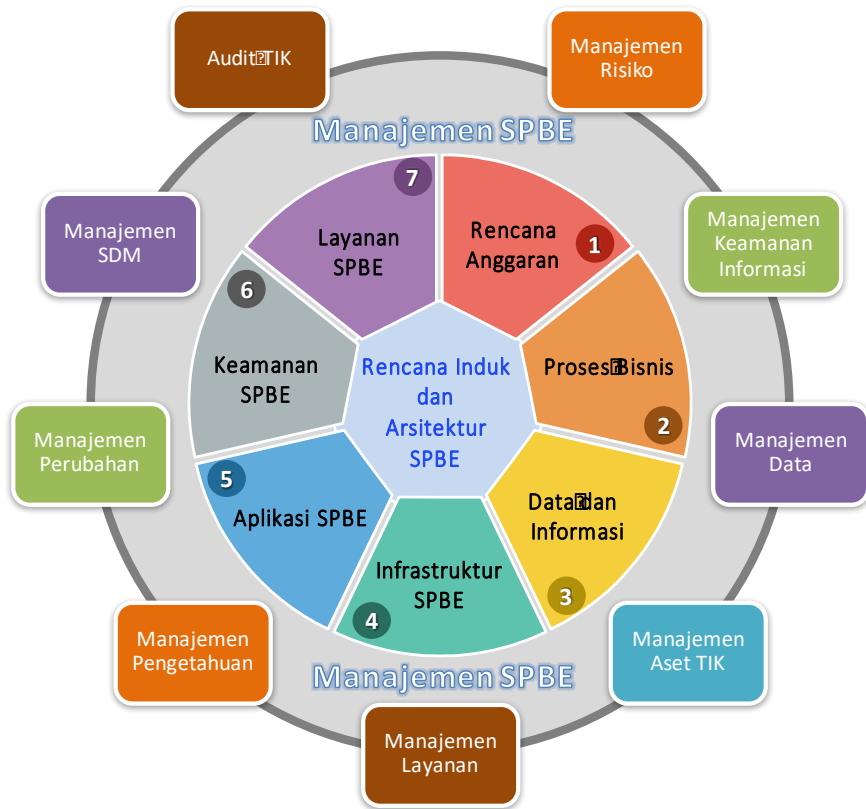 Audit TIK
Manajemen
Risiko
Manajemen SPBE
Manajemen
SDM
Manajemen
Keamanan
Informasi
7
Layanan
SPBE
Rencana
Anggaran
1
6
Keamanan
SPBE
Rencana Induk
dan
Arsitektur
SPBE
Proses Bisnis
2
Manajemen
Perubahan
Manajemen
Data
5
Aplikasi SPBE
Data dan
Informasi
3
Infrastruktur
SPBE
4
Manajemen
Pengetahuan
Manajemen
Aset TIK
Manajemen SPBE
Manajemen
Layanan